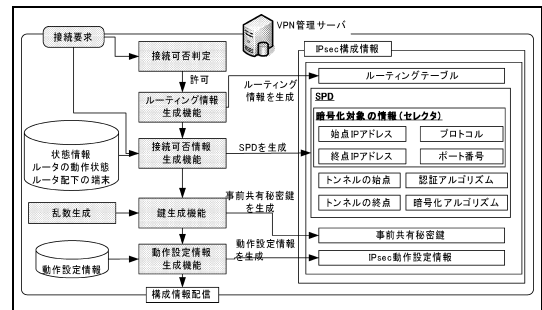 VPN管理サーバ
接続要求
接続可否判定
許可
ルーティング情報
生成機能
ルーティング
情報を生成
状態情報
ルータの動作状態
ルータ配下の端末
接続可否情報
生成機能
SPDを生成
乱数生成
鍵生成機能
事前共有秘密鍵
を生成
動作設定情報
動作設定情報
生成機能
動作設定情報
を生成
構成情報配信
IPsec構成情報
ルーティングテーブル
SPD
暗号化対象の情報(セレクタ)
始点IPアドレス
プロトコル
終点IPアドレス
ポート番号
トンネルの始点
認証アルゴリズム
トンネルの終点
暗号化アルゴリズム
事前共有秘密鍵
IPsec動作設定情報